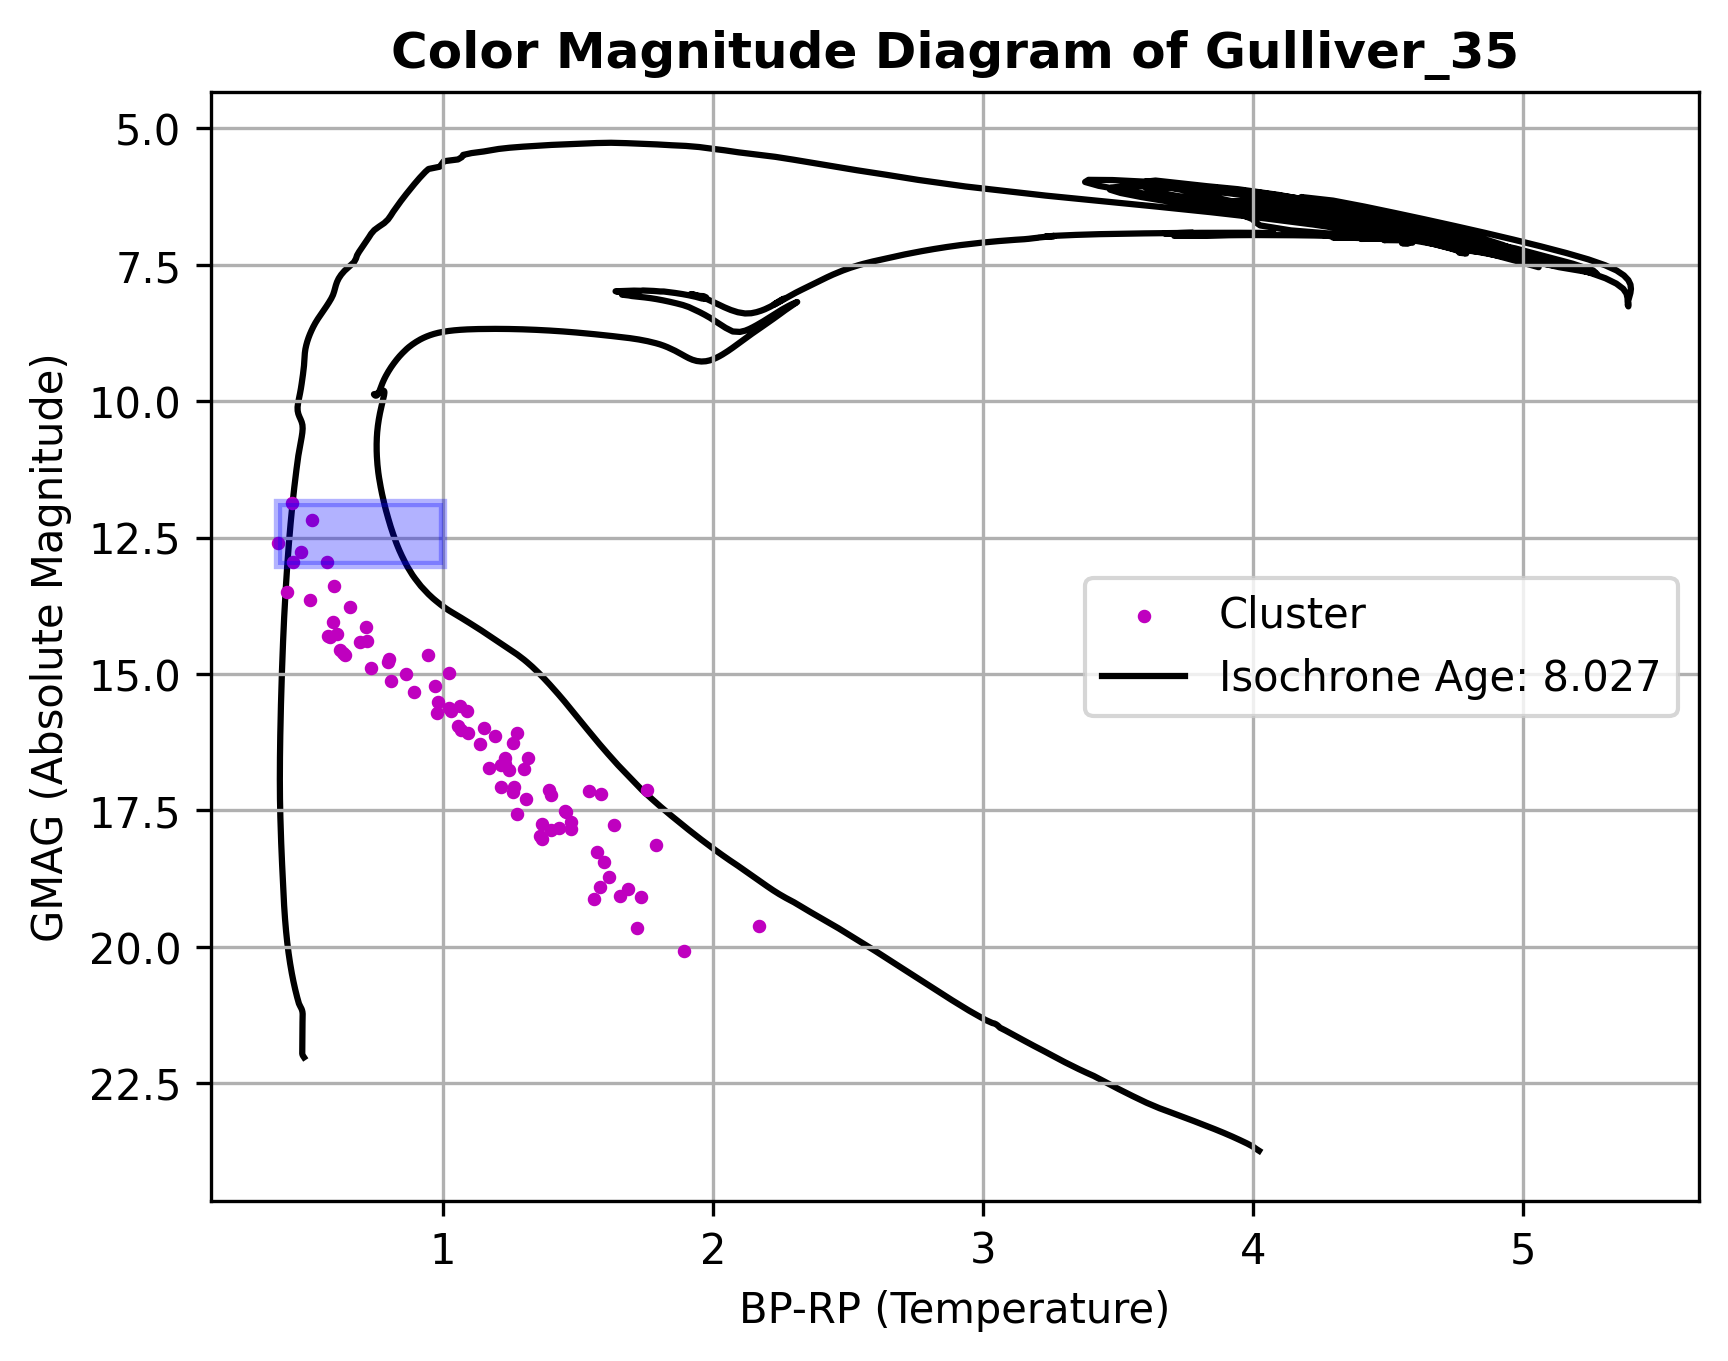 Color Magnitude Diagram of Gulliver_35
GMAG (Absolute Magnitude)
5.0
7.5
10.0
12.5
15.0
17.5
20.0
22.5
Cluster
Isochrone Age: 8.027
1 2 3 4 5
BP-RP (Temperature)